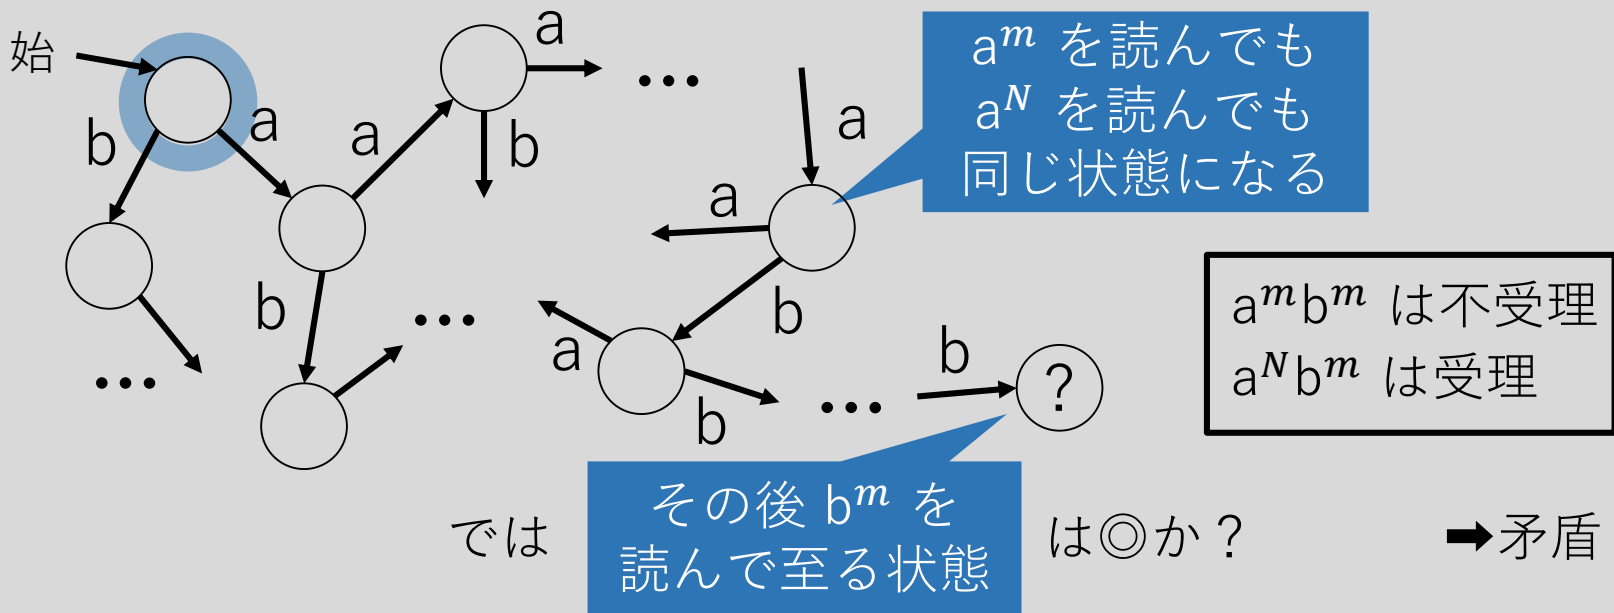 始
b
a
a
a
b
…
a
a^m を読んでも
a^N を読んでも
同じ状態になる
a
b
b
…
a
b
…
b
?
…
a^m b^m は不受理
a^N b^m は受理
では
その後 b^m を
読んで至る状態
は◎か？
➡矛盾